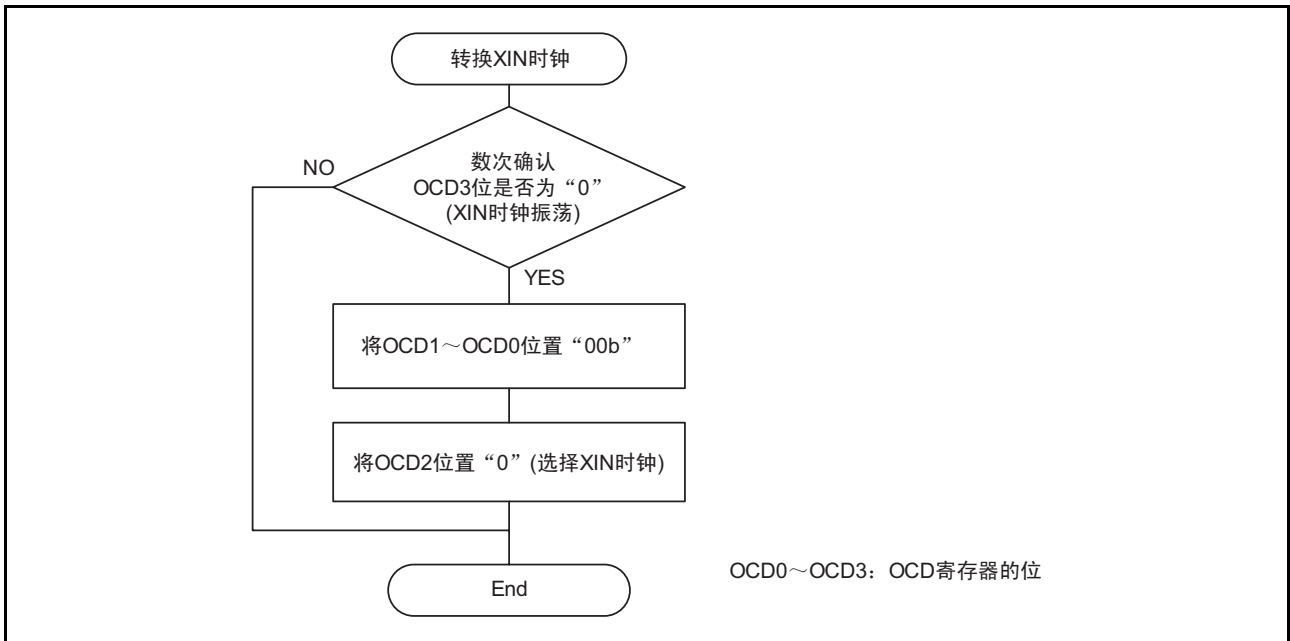 转换XIN时钟
数次确认
OCD3位是否为“0”
(XIN时钟振荡)
NO
YES
将OCD1～OCD0位置“00b”
将OCD2位置“0”(选择XIN时钟)
End
OCD0～OCD3：OCD寄存器的位